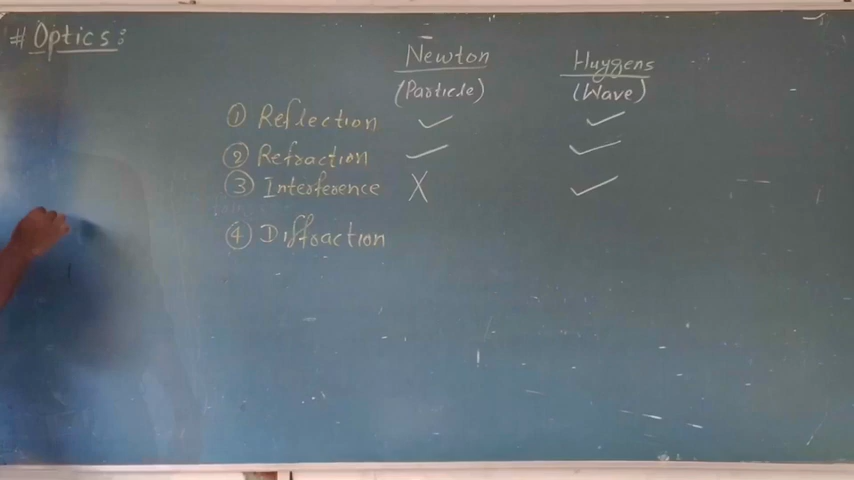 # Optics:
Newton Huygens
(Particle) (Wave)
① Reflection ✓ ✓
② Refraction ✓ ✓
③ Interference X ✓
④ Diffraction